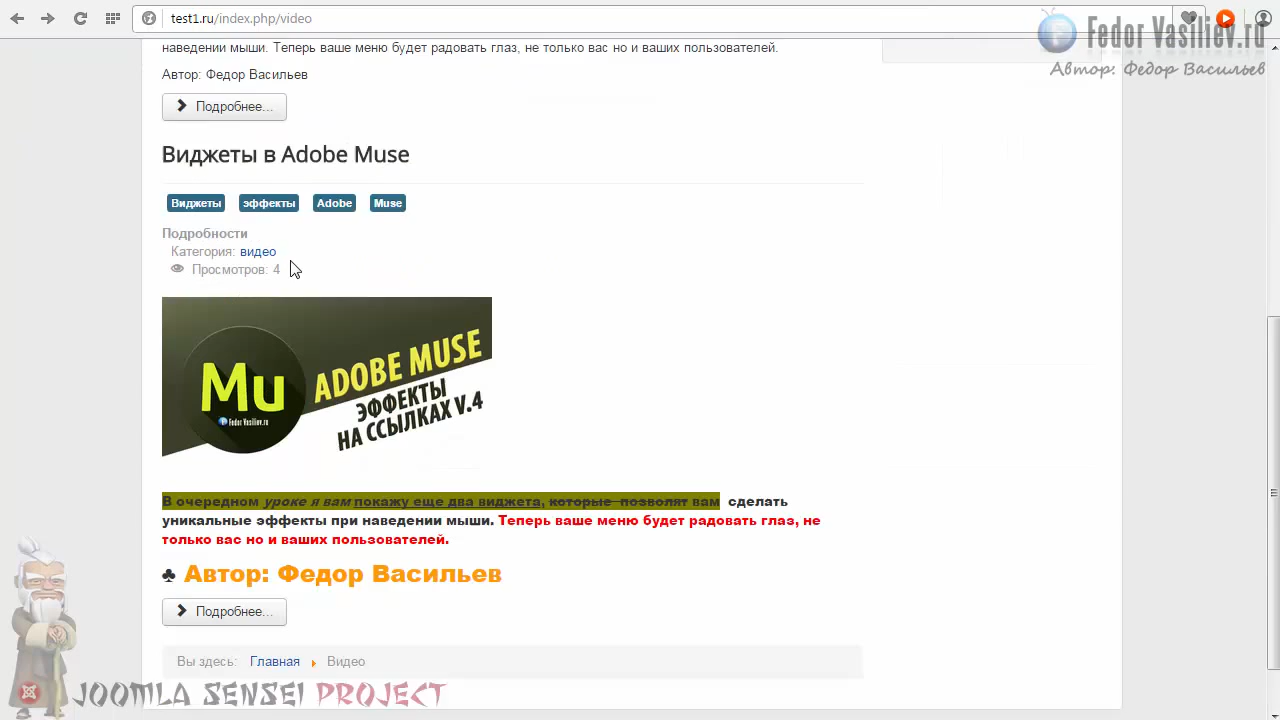 test1.ru/index.php/video
Fedor Vasiliev.ru
Автор: Федор Васильев
наведении мыши. Теперь ваше меню будет радовать глаз, не только вас но и ваших пользователей.
Автор: Федор Васильев
Подробнее...
Виджеты в Adobe Muse
Виджеты эффекты Adobe Muse
Подробности
Категория: видео
Просмотров: 4
Mu
Fedor Vasiliev.ru
ADOBE MUSE
ЭФФЕКТЫ
НА ССЫЛКАХ V.4
В очередном уроке я вам покажу еще два виджета, которые позволят вам сделать
уникальные эффекты при наведении мыши. Теперь ваше меню будет радовать глаз, не
только вас но и ваших пользователей.
♣ Автор: Федор Васильев
Подробнее...
Вы здесь: Главная Видео
JOOMLA SENSEI PROJECT